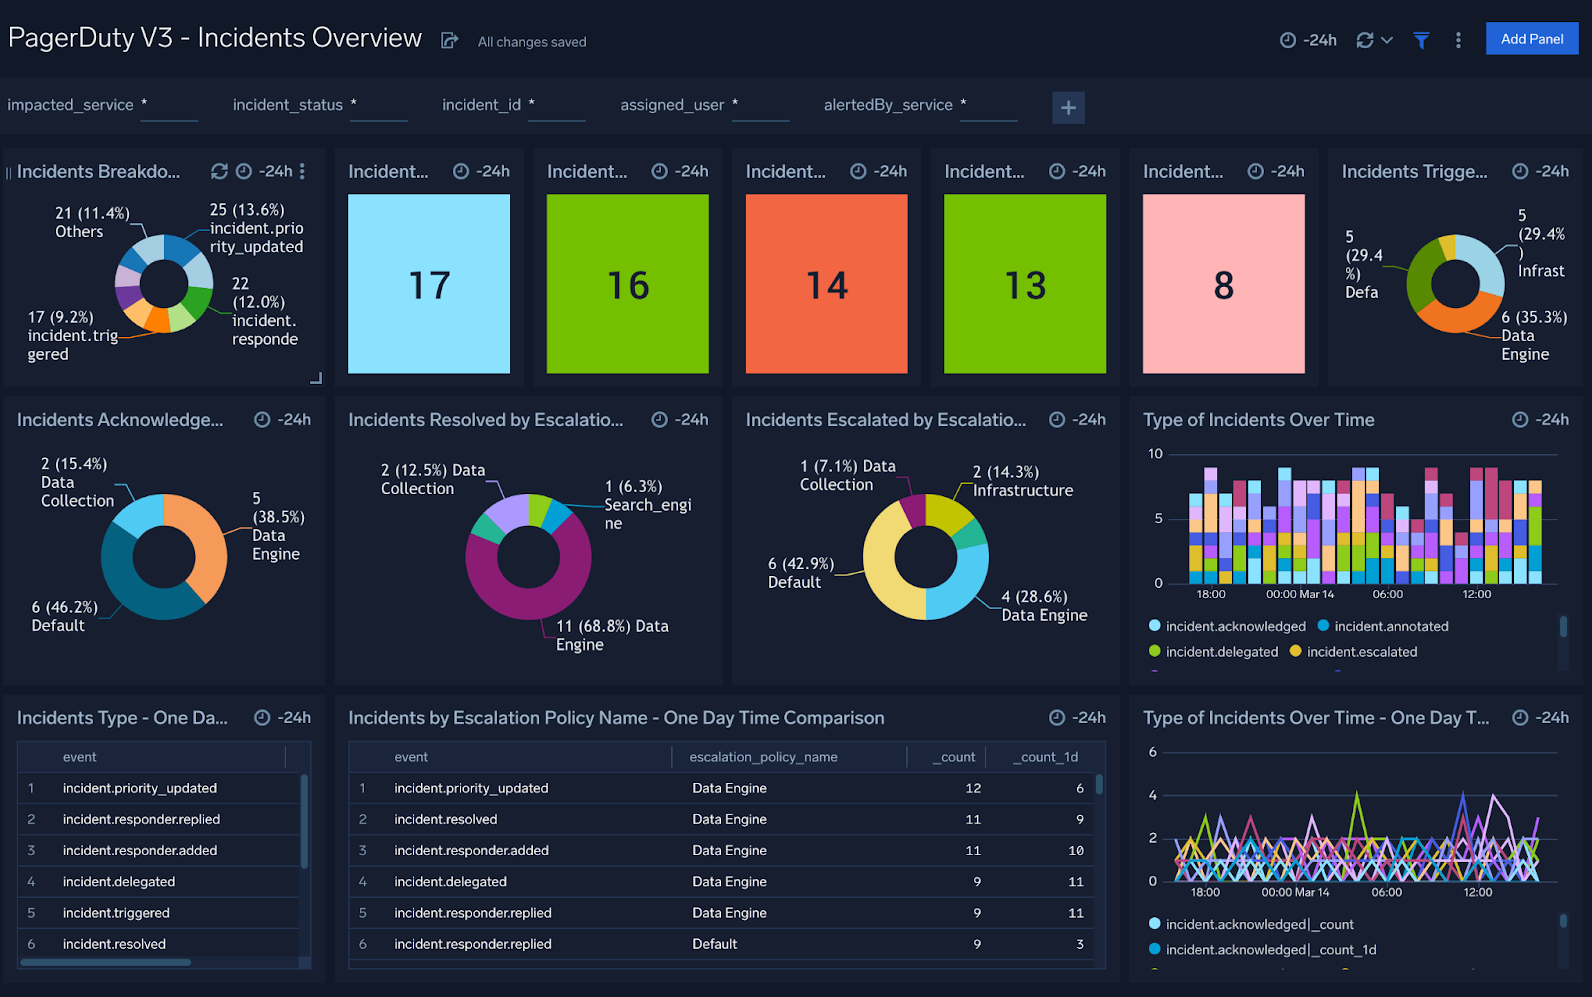 PagerDuty V3 - Incidents Overview
All changes saved
-24h
Add Panel
impacted_service *
incident_status *
incident_id *
assigned_user *
alertedBy_service *
+
Incidents Breakdo...
-24h
21 (11.4%)
Others
25 (13.6%)
incident.prio
rity_updated
22
(12.0%)
incident.
responde
17 (9.2%)
incident.trig
gered
Incident...
-24h
17
Incident...
-24h
16
Incident...
-24h
14
Incident...
-24h
13
Incident...
-24h
8
Incidents Trigge...
-24h
5
(29.4%
)
Infrast
5
(29.4
%)
Defa
6 (35.3%)
Data
Engine
Incidents Acknowledge...
-24h
2 (15.4%)
Data
Collection
5
(38.5%)
Data
Engine
6 (46.2%)
Default
Incidents Resolved by Escalatio...
-24h
2 (12.5%) Data
Collection
1 (6.3%)
Search_engi
ne
11 (68.8%) Data
Engine
Incidents Escalated by Escalatio...
-24h
1 (7.1%) Data
Collection
2 (14.3%)
Infrastructure
6 (42.9%)
Default
4 (28.6%)
Data Engine
Type of Incidents Over Time
-24h
10
5
0
18:00 00:00 Mar 14 06:00 12:00
incident.acknowledged incident.annotated
incident.delegated incident.escalated
Incidents Type - One Da...
-24h
event
1 incident.priority_updated
2 incident.responder.replied
3 incident.responder.added
4 incident.delegated
5 incident.triggered
6 incident.resolved
Incidents by Escalation Policy Name - One Day Time Comparison
-24h
event escalation_policy_name _count _count_1d
1 incident.priority_updated Data Engine 12 6
2 incident.resolved Data Engine 11 9
3 incident.responder.added Data Engine 11 10
4 incident.delegated Data Engine 9 11
5 incident.responder.replied Data Engine 9 11
6 incident.responder.replied Default 9 3
Type of Incidents Over Time - One Day T...
-24h
6
4
2
0
18:00 00:00 Mar 14 06:00 12:00
incident.acknowledged|_count
incident.acknowledged|_count_1d